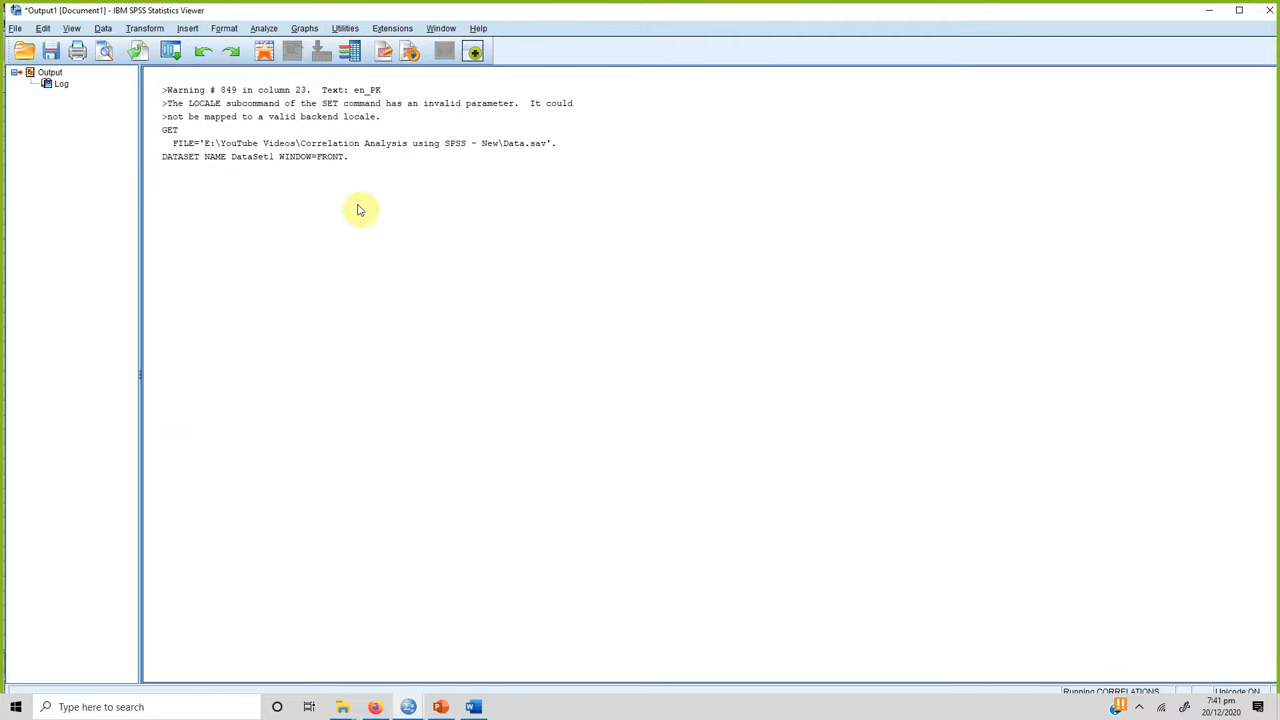 *Output1 [Document1] - IBM SPSS Statistics Viewer
File Edit View Data Transform Insert Format Analyze Graphs Utilities Extensions Window Help
Output
Log
>Warning # 849 in column 23.  Text: en_PK
>The LOCALE subcommand of the SET command has an invalid parameter.  It could
>not be mapped to a valid backend locale.
GET
FILE='E:\YouTube Videos\Correlation Analysis using SPSS - New\Data.sav'.
DATASET NAME DataSet1 WINDOW=FRONT.
Running CORRELATIONS Unicode:ON
Type here to search
7:41 pm
20/12/2020